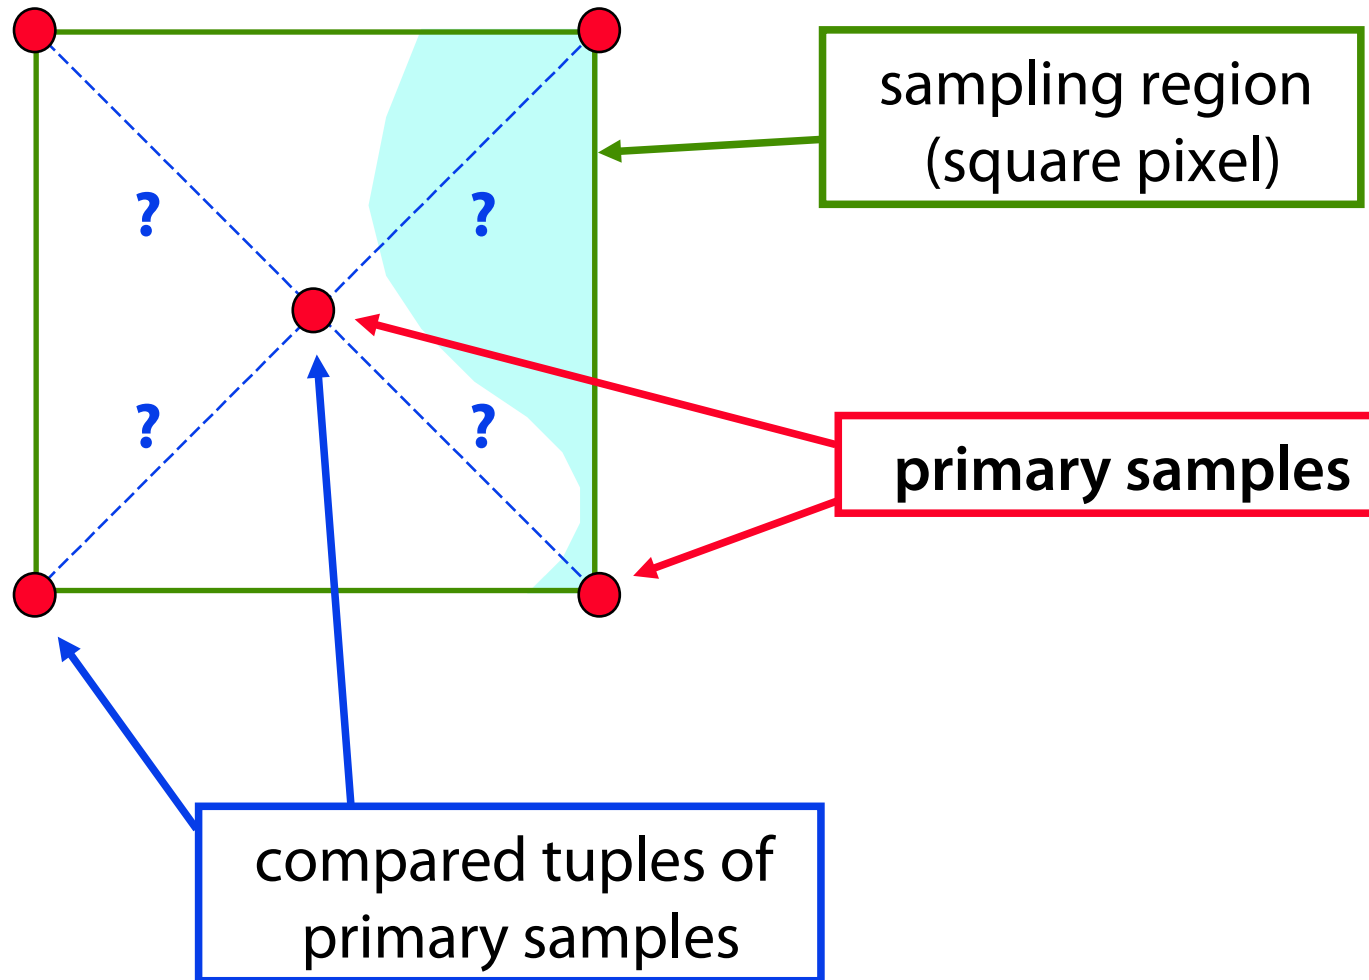 sampling region
(square pixel)
? ?
primary samples
? ?
compared tuples of
primary samples